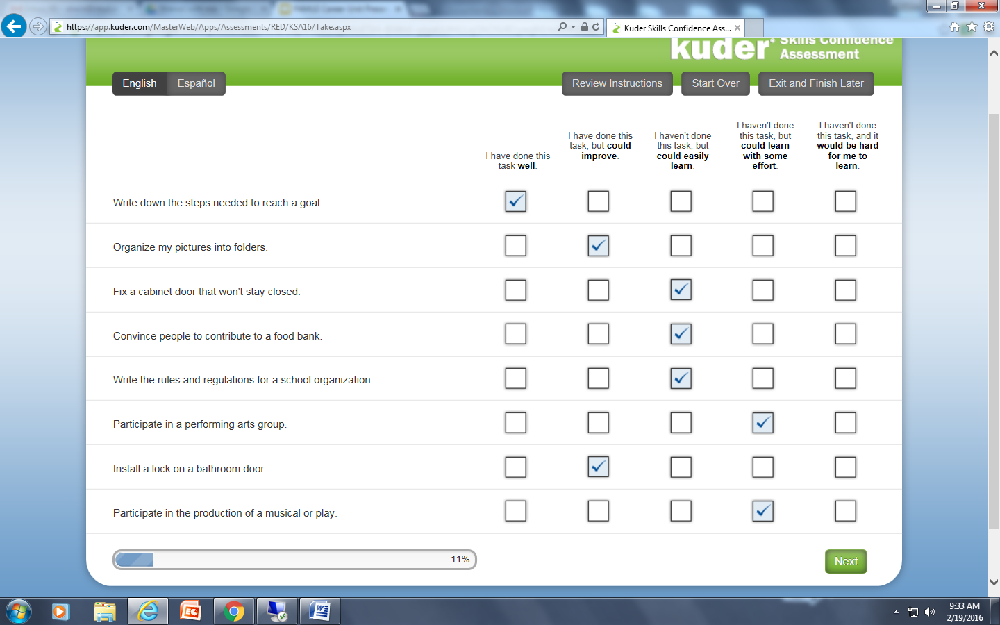 https://app.kuder.com/MasterWeb/Apps/Assessments/RED/KSA16/Take.aspx
Kuder Skills Confidence Ass...
kuder® Skills Confidence
Assessment
English
Español
Review Instructions
Start Over
Exit and Finish Later
I have done this
task well.
I have done this
task, but could
improve.
I haven't done
this task, but
could easily
learn.
I haven't done
this task, but
could learn
with some
effort.
I haven't done
this task, and it
would be hard
for me to
learn.
Write down the steps needed to reach a goal.
Organize my pictures into folders.
Fix a cabinet door that won't stay closed.
Convince people to contribute to a food bank.
Write the rules and regulations for a school organization.
Participate in a performing arts group.
Install a lock on a bathroom door.
Participate in the production of a musical or play.
11%
Next
9:33 AM
2/19/2016